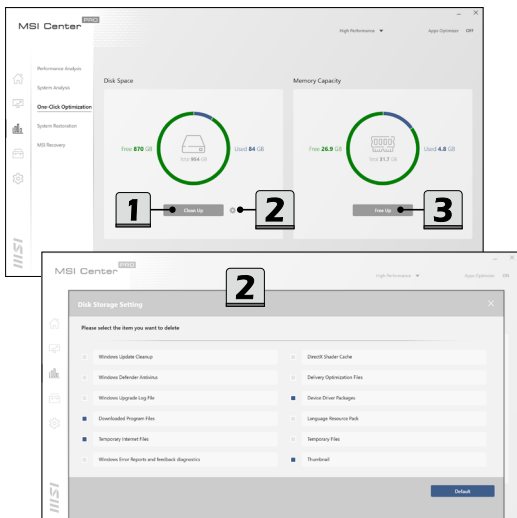 MSI Center PRO
High Performance
Apps Optimizer OFF
Performance Analysis
System Analysis
One-Click Optimization
System Restoration
MSI Recovery
Disk Space
Free 870 GB
Total 954 GB
Used 84 GB
1
Clean Up
2
Memory Capacity
Free 26.9 GB
Total 31.7 GB
Used 4.8 GB
Free Up
3
msi
MSI Center PRO
2
High Performance
Apps Optimizer ON
Disk Storage Setting
Please select the item you want to delete
Windows Update Cleanup
DirectX Shader Cache
Windows Defender Antivirus
Delivery Optimization Files
Windows Upgrade Log File
Device Driver Packages
Downloaded Program Files
Language Resource Pack
Temporary Internet Files
Temporary Files
Windows Error Reports and feedback diagnostics
Thumbnail
Default
msi